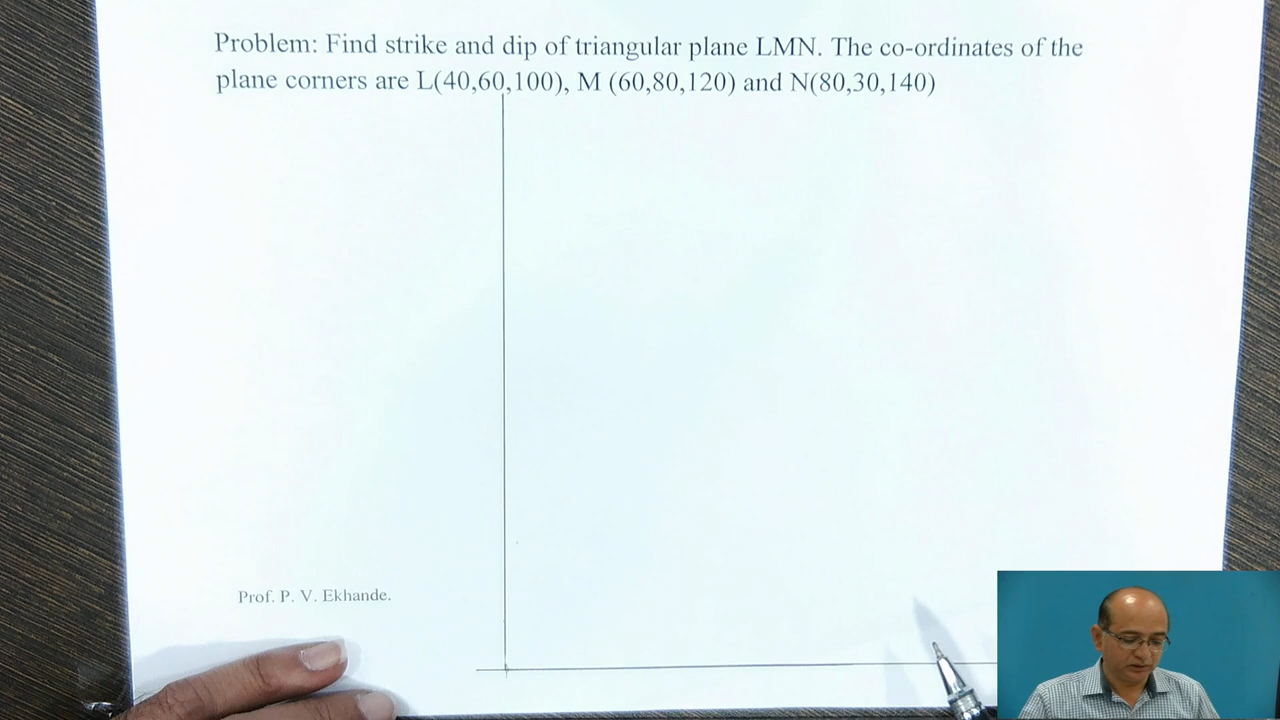 Problem: Find strike and dip of triangular plane LMN. The co-ordinates of the
plane corners are L(40,60,100), M (60,80,120) and N(80,30,140)
Prof. P. V. Ekhande.